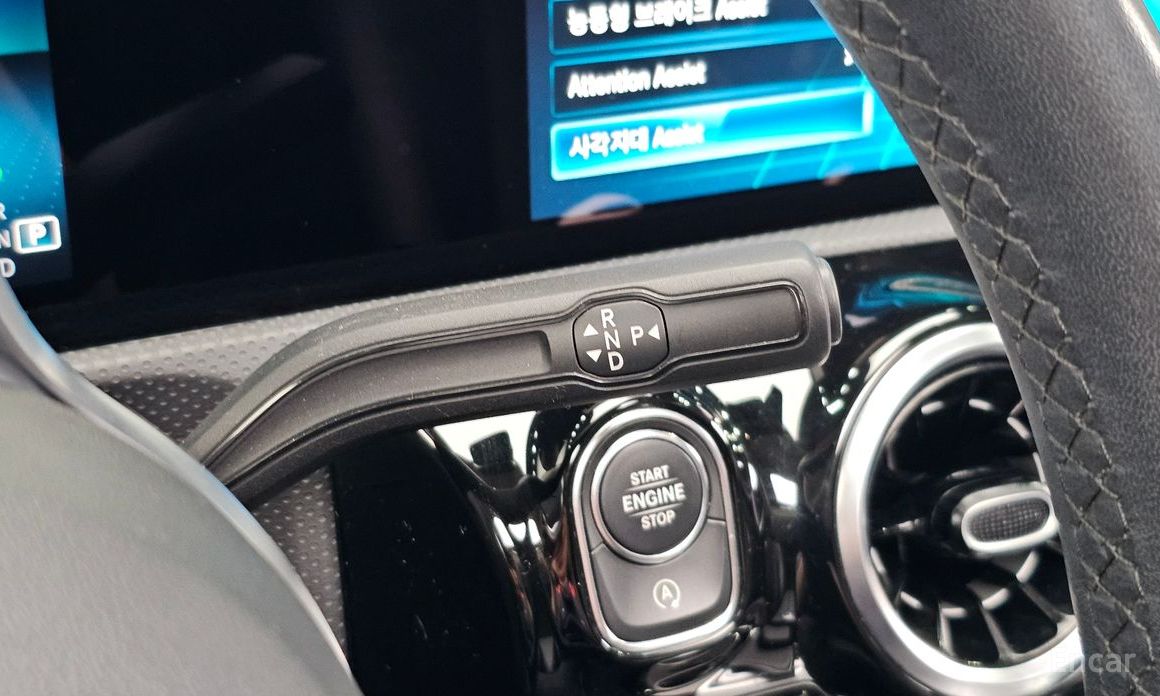 능동형 브레이크 Assist
Attention Assist
사각지대 Assist
R
N P
D
R
N P
D
START
ENGINE
STOP
A
encar